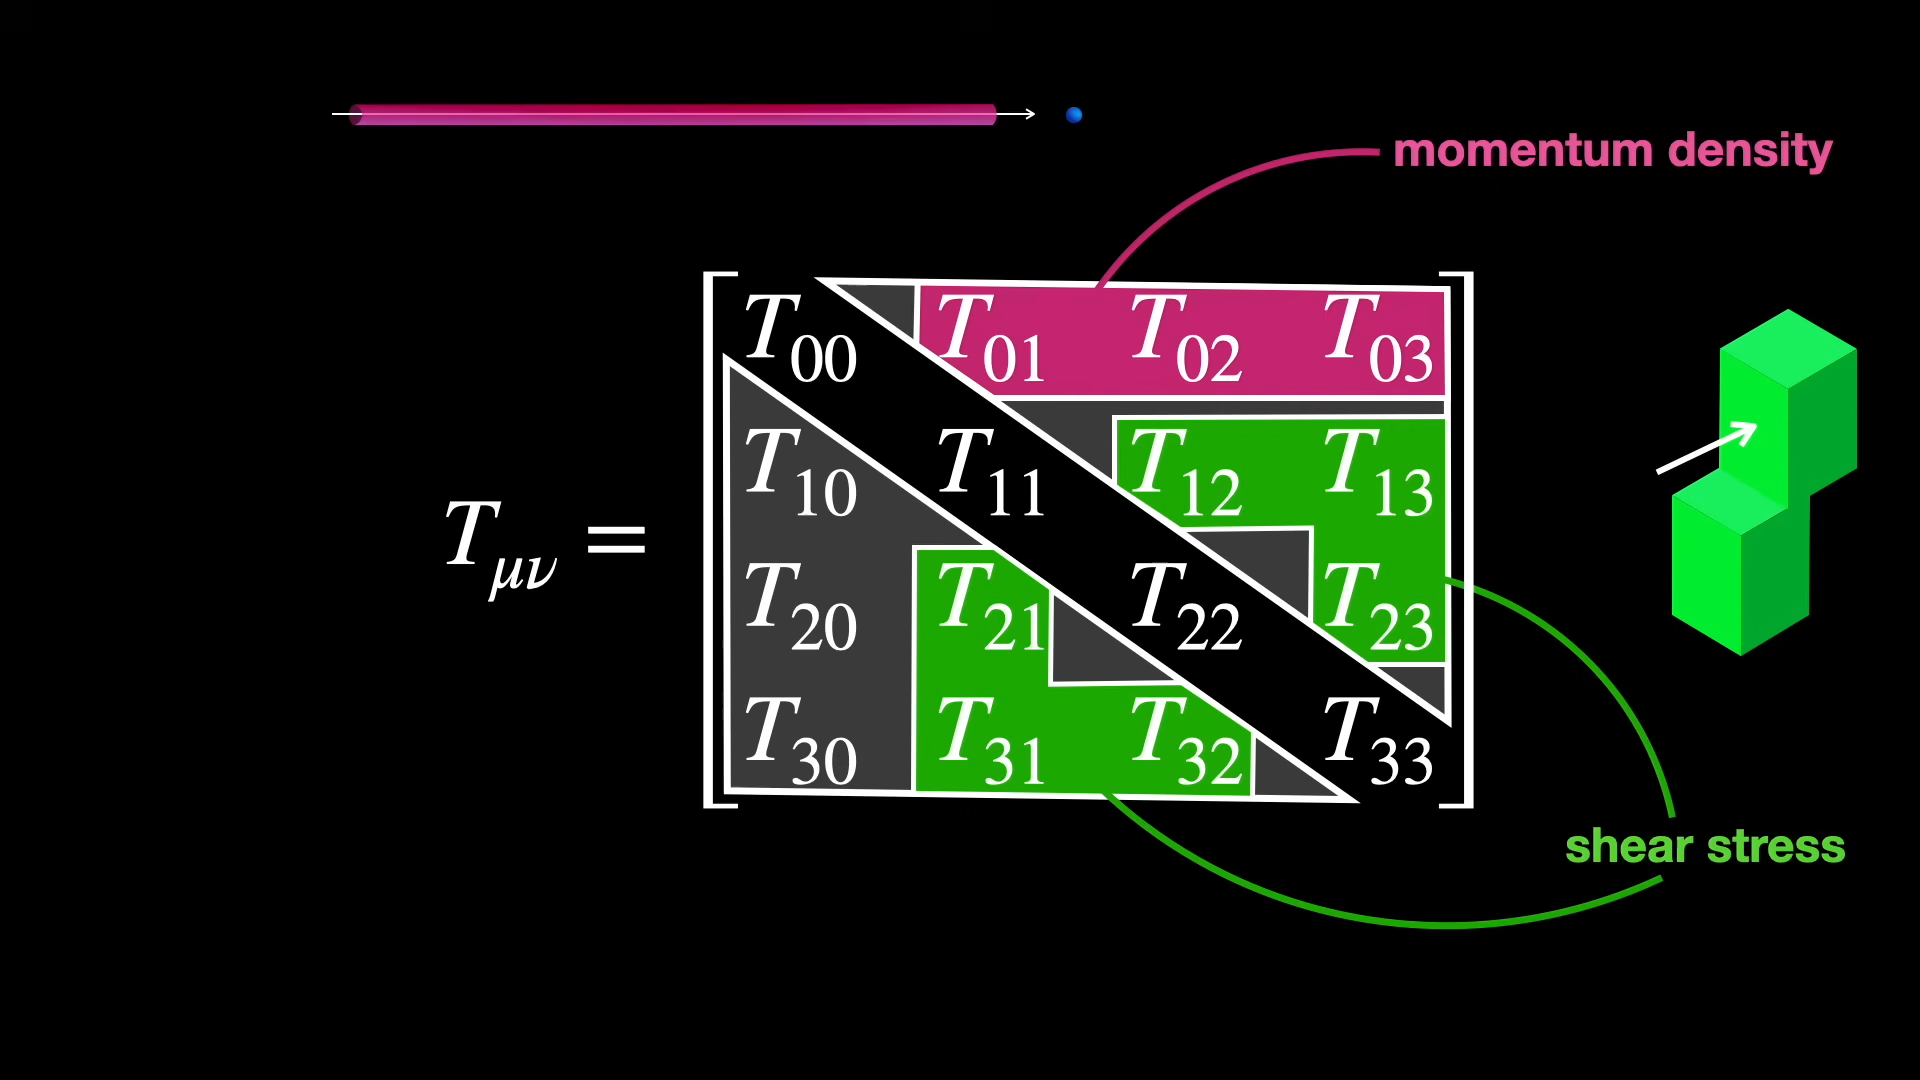 momentum density
T₀₀ T₀₁ T₀₂ T₀₃
T₁₀ T₁₁ T₁₂ T₁₃
T_μν =
T₂₀ T₂₁ T₂₂ T₂₃
T₃₀ T₃₁ T₃₂ T₃₃
shear stress